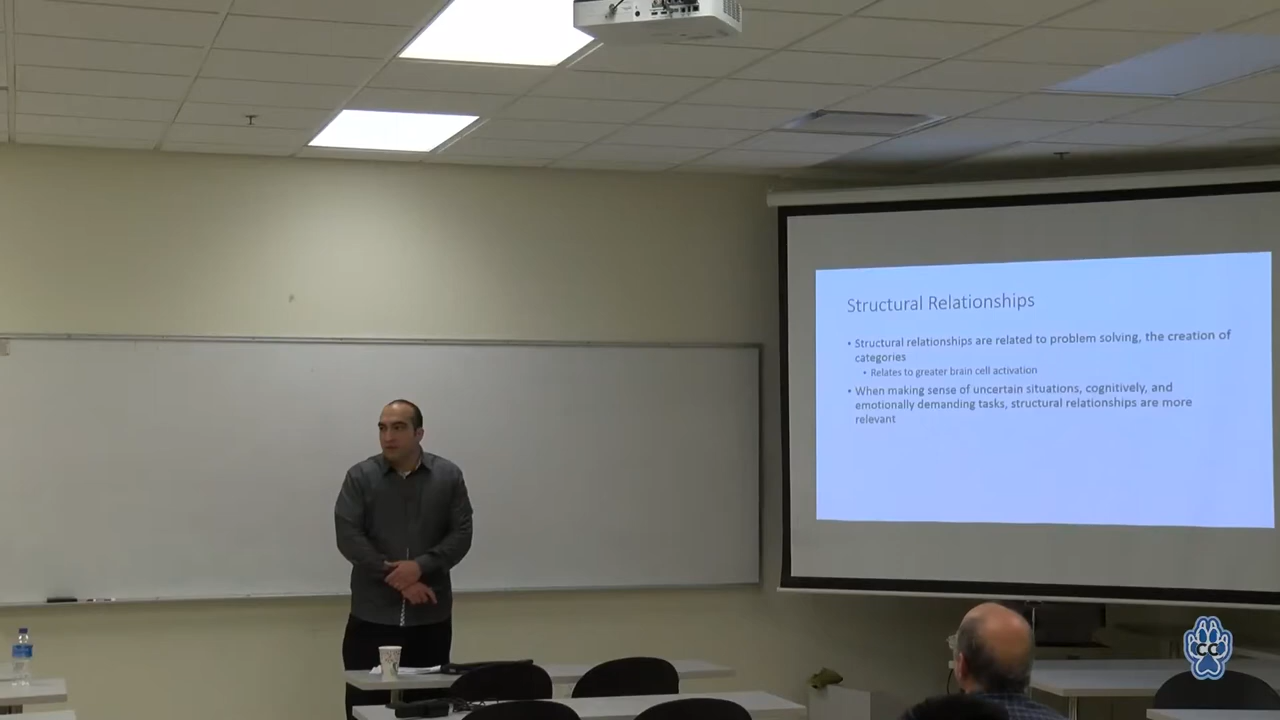 Structural Relationships
• Structural relationships are related to problem solving, the creation of
categories
• Relates to greater brain cell activation
• When making sense of uncertain situations, cognitively, and
emotionally demanding tasks, structural relationships are more
relevant
CC